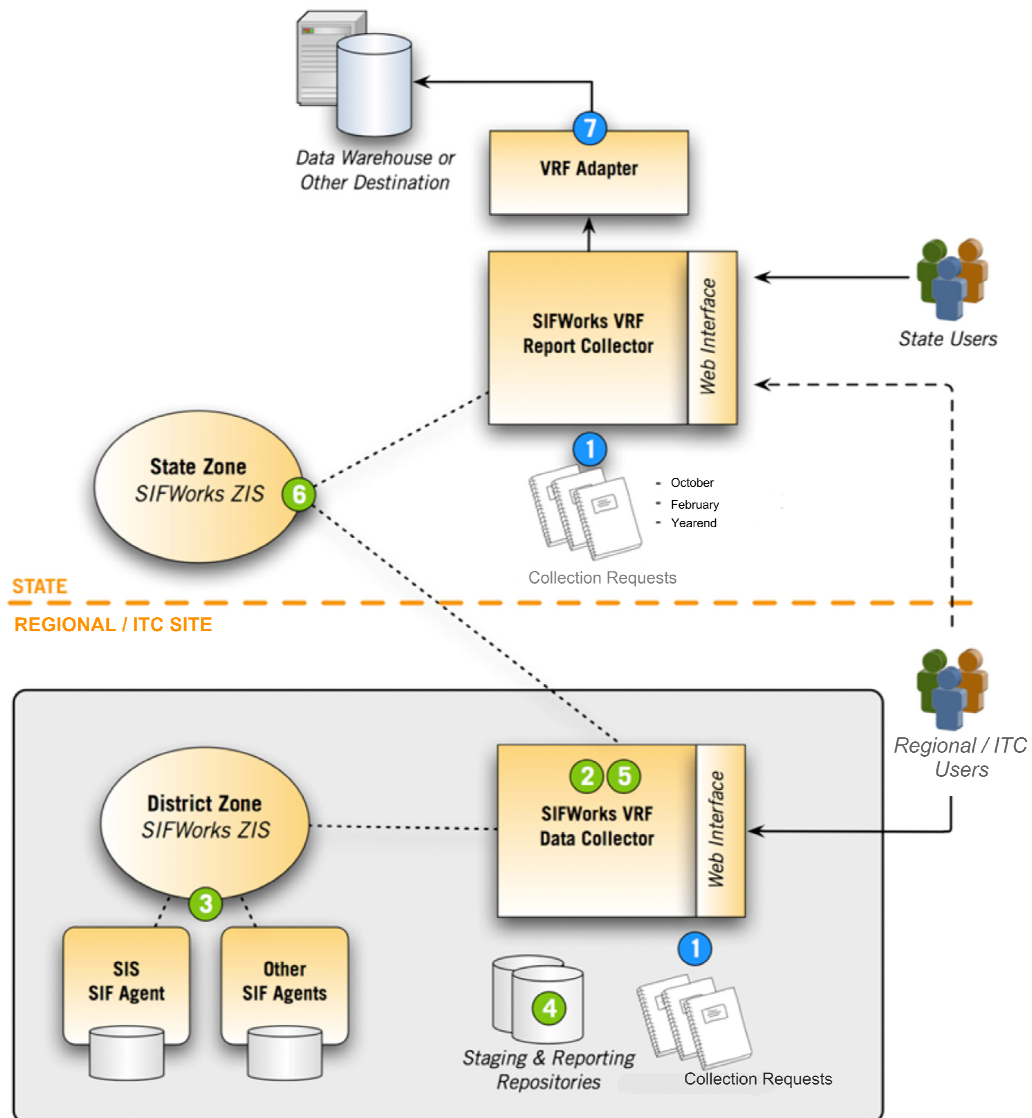 7
Data Warehouse or
Other Destination
VRF Adapter
SIFWorks VRF
Report Collector
Web Interface
State Users
1
- October
- February
- Yearend
Collection Requests
State Zone
SIFWorks ZIS
6
STATE
REGIONAL / ITC SITE
Regional / ITC
Users
2 5
SIFWorks VRF
Data Collector
Web Interface
District Zone
SIFWorks ZIS
3
SIS
SIF Agent
Other
SIF Agents
1
4
Staging & Reporting
Repositories
Collection Requests